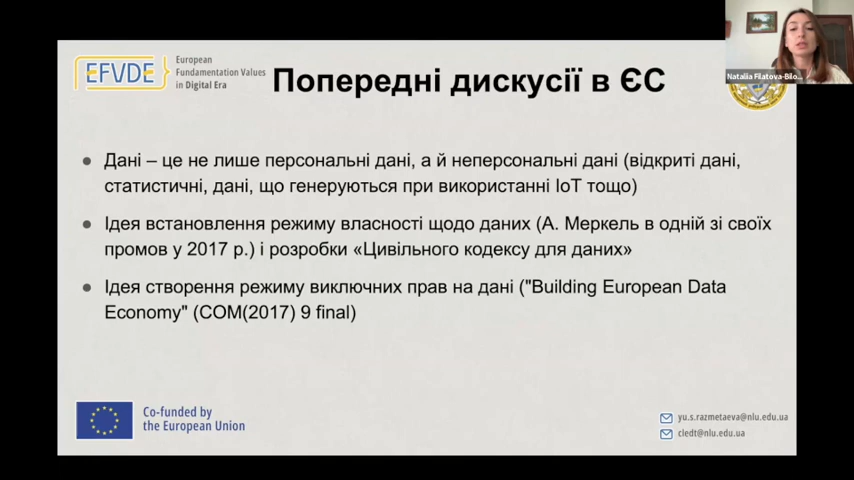 EFVDE
European
Fundamentation Values
in Digital Era
Попередні дискусії в ЄС
Natalia Filatova-Bilo...
● Дані – це не лише персональні дані, а й неперсональні дані (відкриті дані,
статистичні, дані, що генеруються при використанні IoT тощо)
● Ідея встановлення режиму власності щодо даних (А. Меркель в одній зі своїх
промов у 2017 р.) і розробки «Цивільного кодексу для даних»
● Ідея створення режиму виключних прав на дані ("Building European Data
Economy" (COM(2017) 9 final)
Co-funded by
the European Union
yu.s.razmetaeva@nlu.edu.ua
cledt@nlu.edu.ua